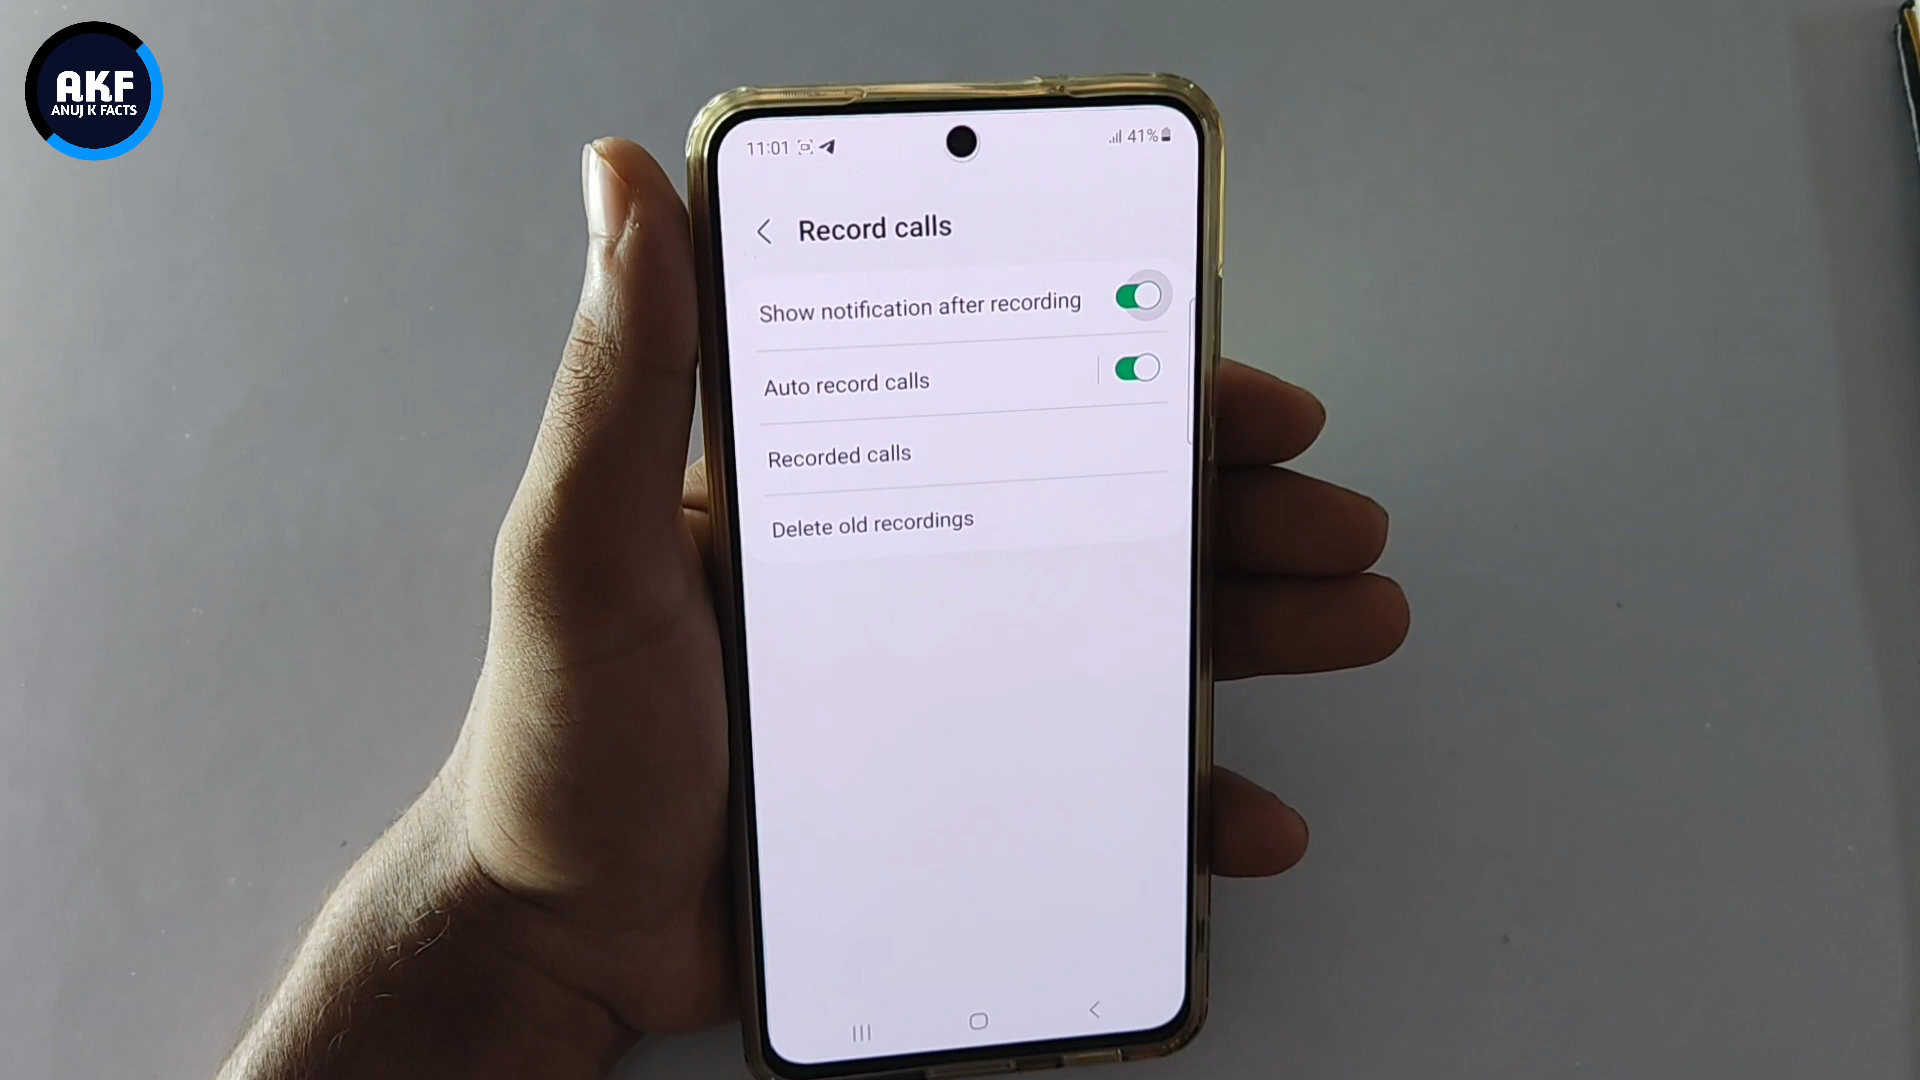 AKF
ANUJ K FACTS
11:01
41%
Record calls
Show notification after recording
Auto record calls
Recorded calls
Delete old recordings